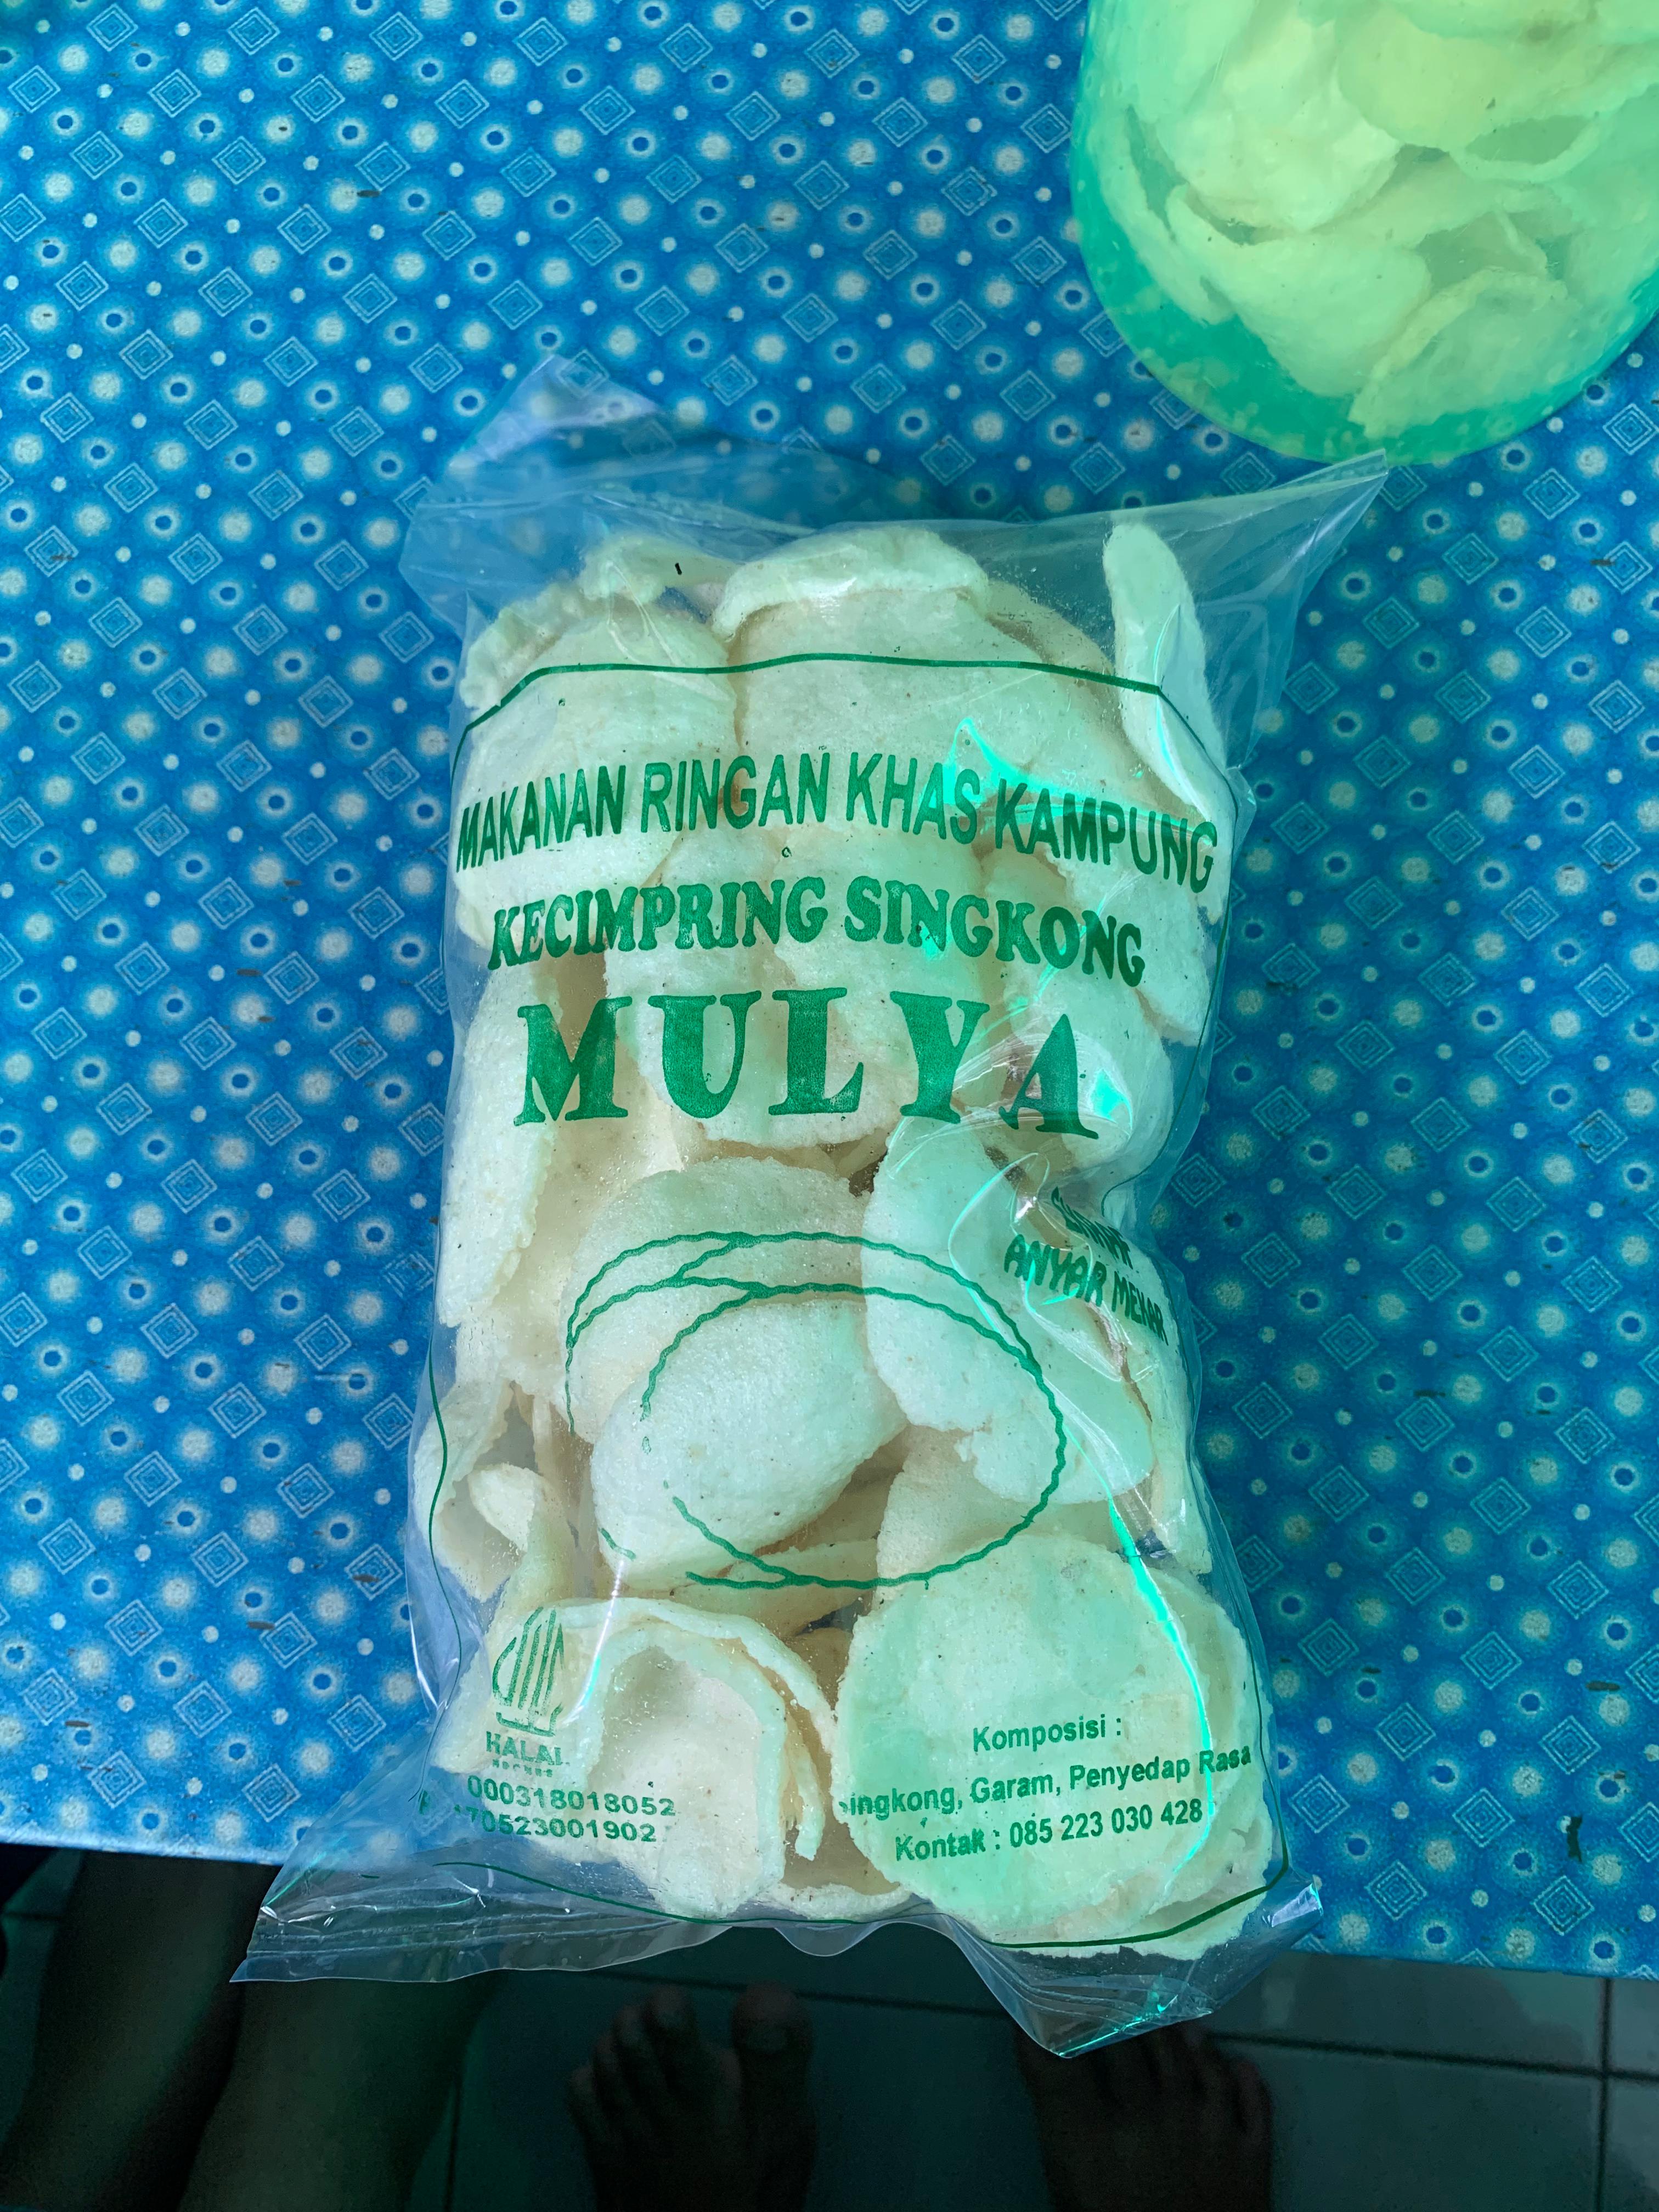 MAKANAN RINGAN KHAS KAMPUNG
KECIMPRING SINGKONG
MULYA
ANYAR MEKAR
HALAL
000318018052
70523001902
Komposisi :
Singkong, Garam, Penyedap Rasa
Kontak : 085 223 030 428